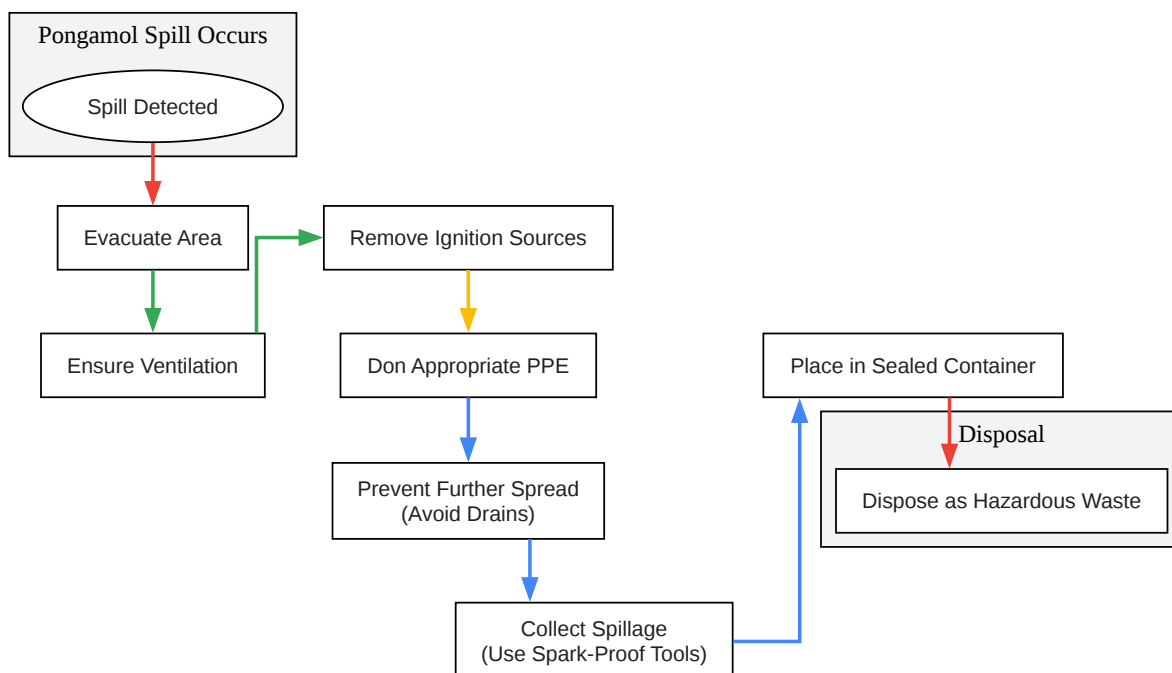 Pongamol Spill Occurs
Spill Detected
Evacuate Area
Remove Ignition Sources
Ensure Ventilation
Don Appropriate PPE
Place in Sealed Container
Disposal
Prevent Further Spread
(Avoid Drains)
Dispose as Hazardous Waste
Collect Spillage
(Use Spark-Proof Tools)